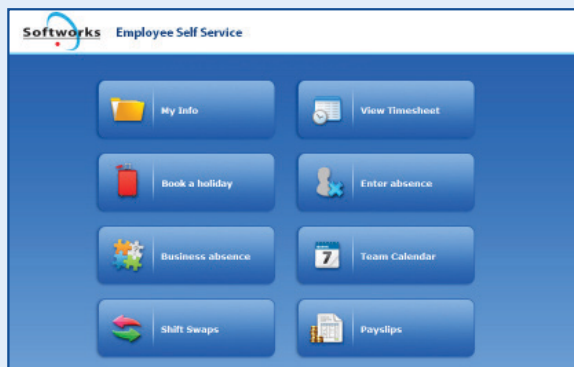 Softworks Employee Self Service
My Info
View Timesheet
Book a holiday
Enter absence
Business absence
7
Team Calendar
Shift Swaps
Payslips